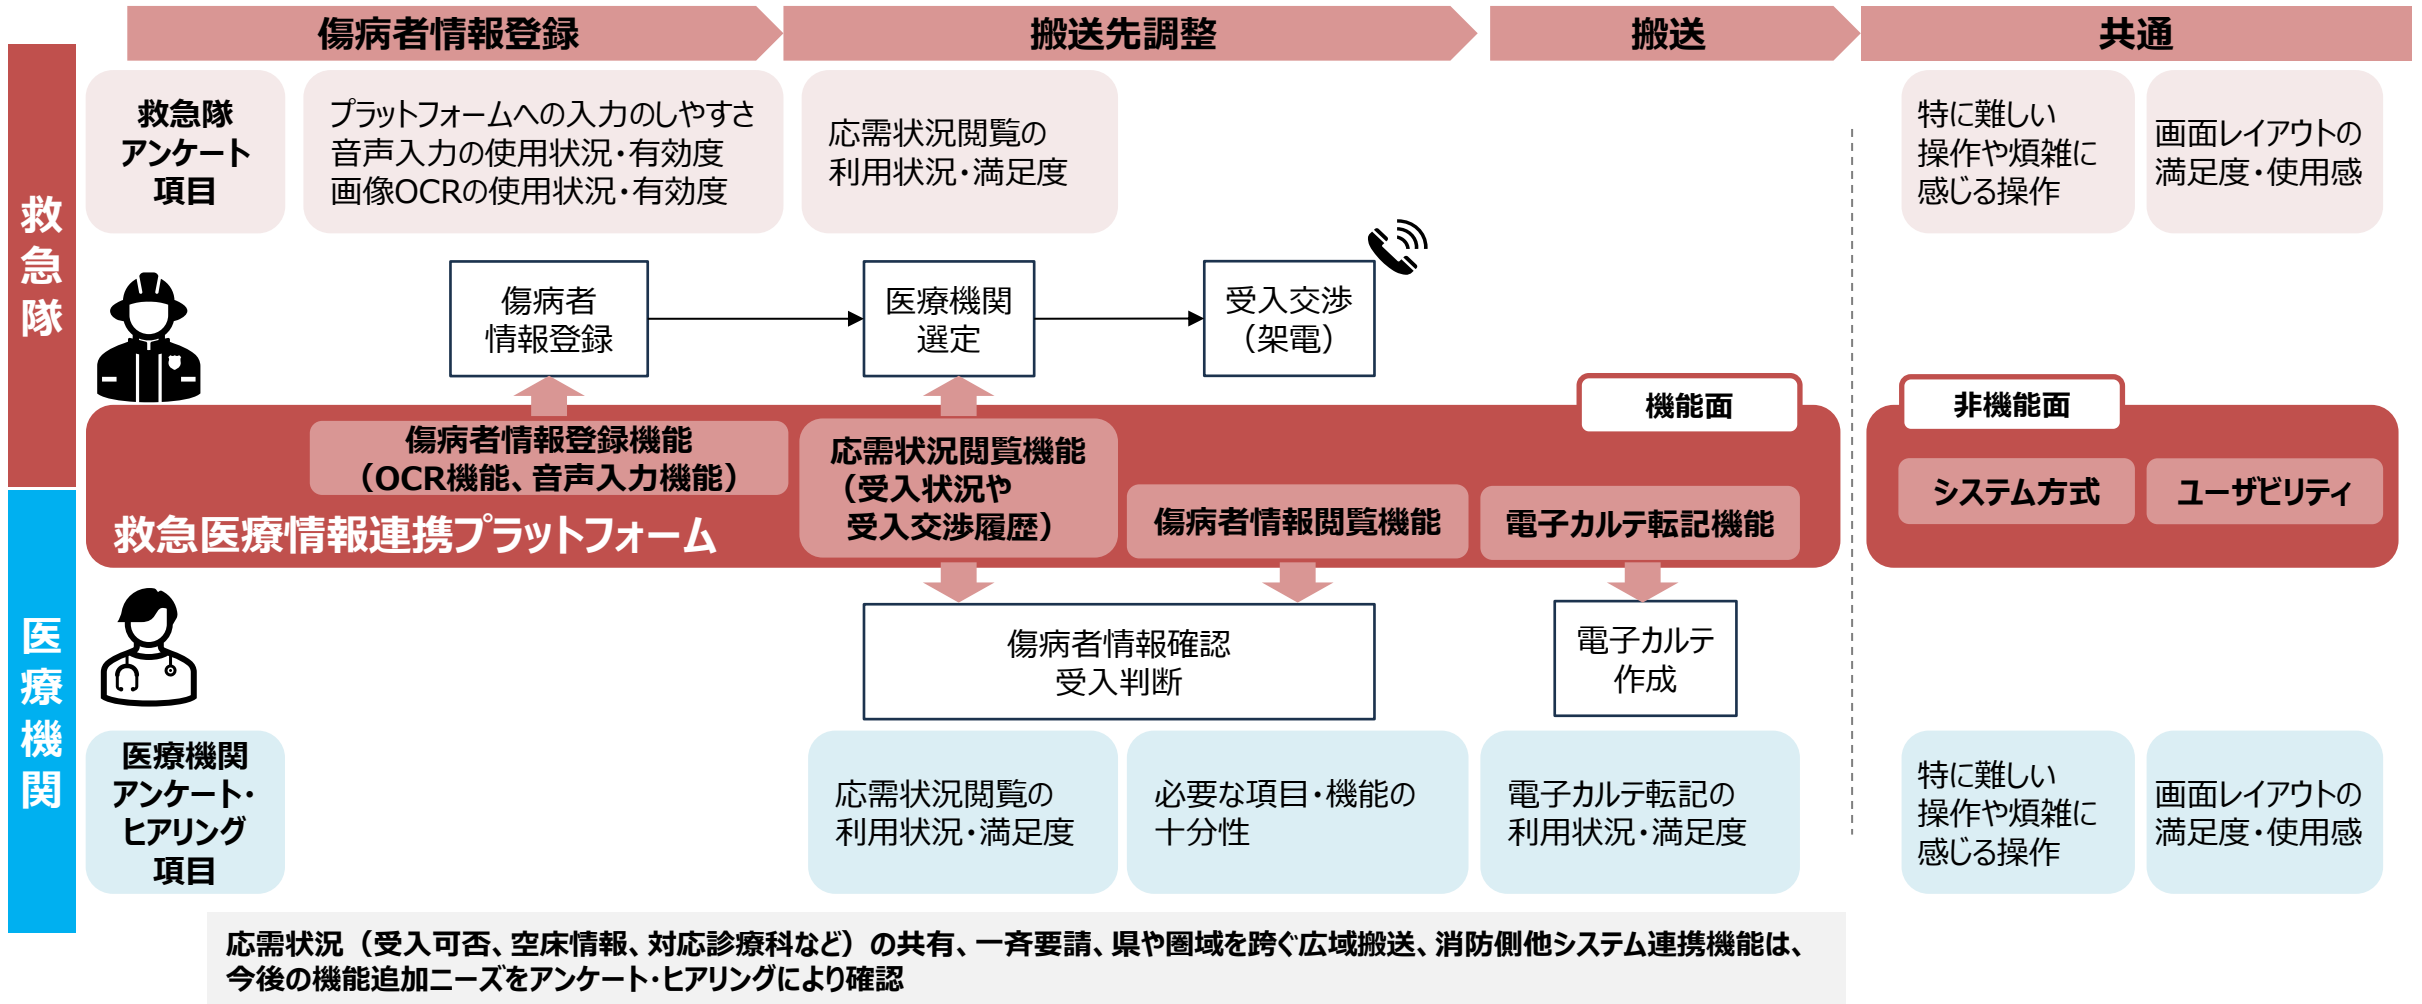 傷病者情報登録
搬送先調整
搬送
共通
救急隊
救急隊
アンケート
項目
プラットフォームへの入力のしやすさ
音声入力の使用状況・有効度
画像OCRの使用状況・有効度
応需状況閲覧の
利用状況・満足度
特に難しい
操作や煩雑に
感じる操作
画面レイアウトの
満足度・使用感
傷病者
情報登録
医療機関
選定
受入交渉
（架電）
機能面
非機能面
傷病者情報登録機能
（OCR機能、音声入力機能）
応需状況閲覧機能
（受入状況や
受入交渉履歴）
傷病者情報閲覧機能
電子カルテ転記機能
システム方式
ユーザビリティ
救急医療情報連携プラットフォーム
医療機関
傷病者情報確認
受入判断
電子カルテ
作成
医療機関
アンケート・
ヒアリング
項目
応需状況閲覧の
利用状況・満足度
必要な項目・機能の
十分性
電子カルテ転記の
利用状況・満足度
特に難しい
操作や煩雑に
感じる操作
画面レイアウトの
満足度・使用感
応需状況（受入可否、空床情報、対応診療科など）の共有、一斉要請、県や圏域を跨ぐ広域搬送、消防側他システム連携機能は、
今後の機能追加ニーズをアンケート・ヒアリングにより確認